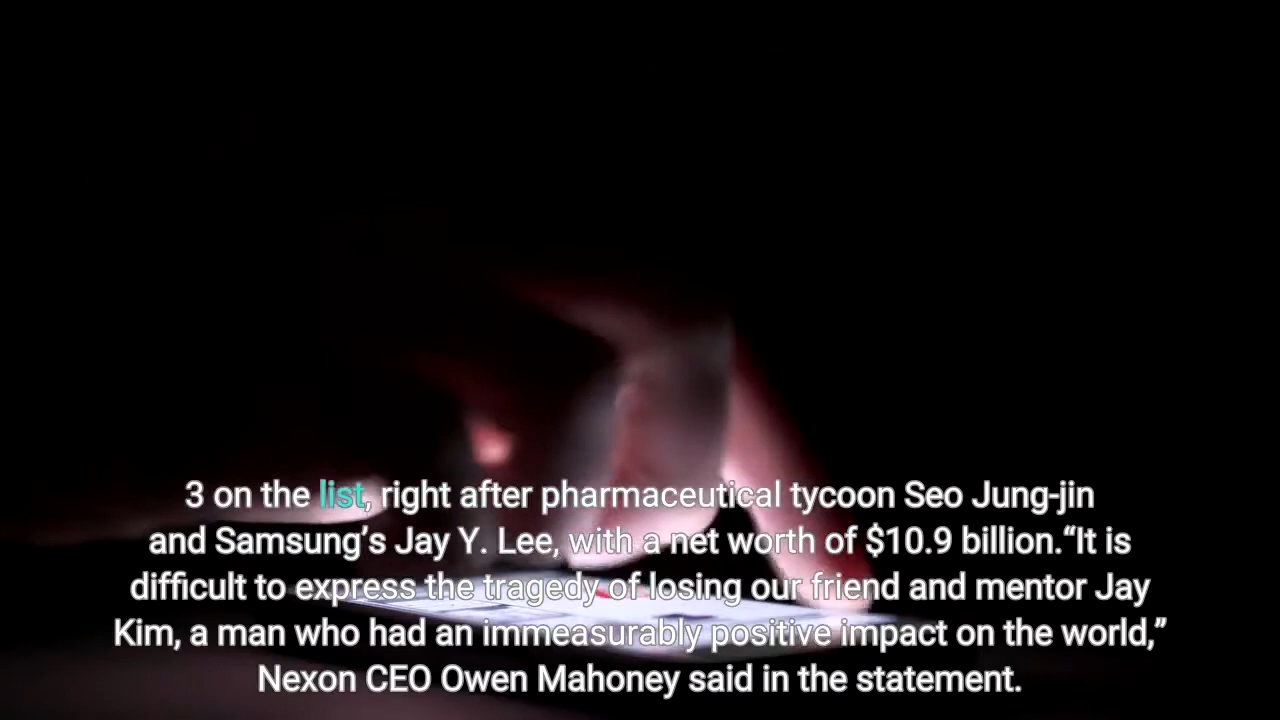 3 on the list, right after pharmaceutical tycoon Seo Jung-jin
and Samsung’s Jay Y. Lee, with a net worth of $10.9 billion.“It is
difficult to express the tragedy of losing our friend and mentor Jay
Kim, a man who had an immeasurably positive impact on the world,”
Nexon CEO Owen Mahoney said in the statement.